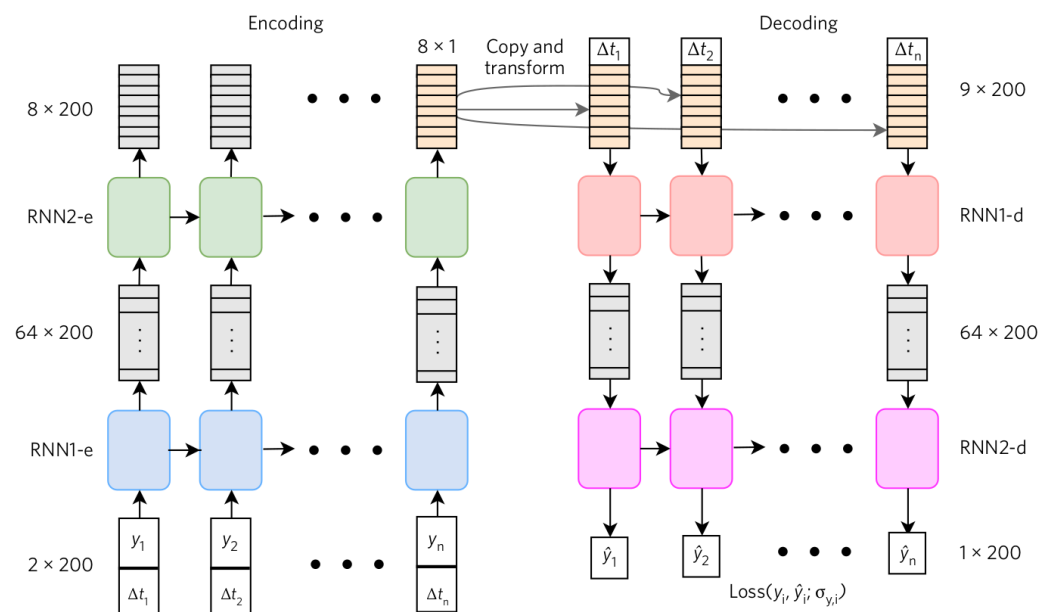 Encoding
Decoding
8 × 1
Copy and
transform
Δt₁
Δt₂
Δtₙ
8 × 200
9 × 200
RNN2-e
RNN1-d
64 × 200
64 × 200
RNN1-e
RNN2-d
2 × 200
y₁
y₂
yₙ
Δt₁
Δt₂
Δtₙ
ŷ₁
ŷ₂
ŷₙ
1 × 200
Loss(yᵢ, ŷᵢ; σy,i)